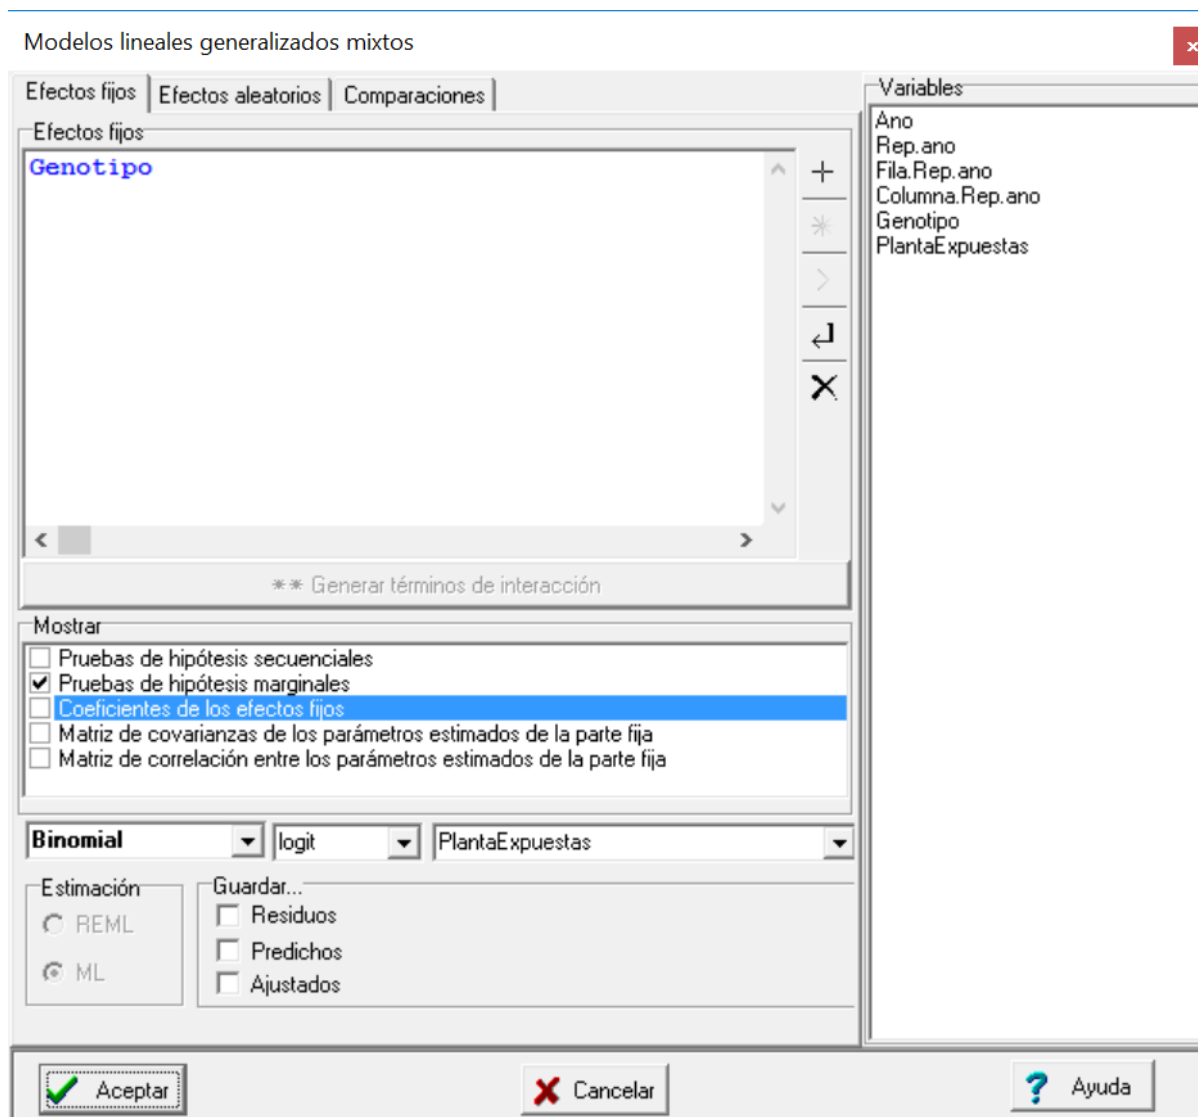 Modelos lineales generalizados mixtos
Efectos fijos
Efectos aleatorios
Comparaciones
Efectos fijos
Genotipo
** Generar términos de interacción
Mostrar
Pruebas de hipótesis secuenciales
Pruebas de hipótesis marginales
Coeficientes de los efectos fijos
Matriz de covarianzas de los parámetros estimados de la parte fija
Matriz de correlación entre los parámetros estimados de la parte fija
Binomial
logit
PlantaExpuestas
Estimación
REML
ML
Guardar...
Residuos
Predichos
Ajustados
Variables
Ano
Rep.ano
Fila.Rep.ano
Columna.Rep.ano
Genotipo
PlantaExpuestas
Aceptar
Cancelar
? Ayuda